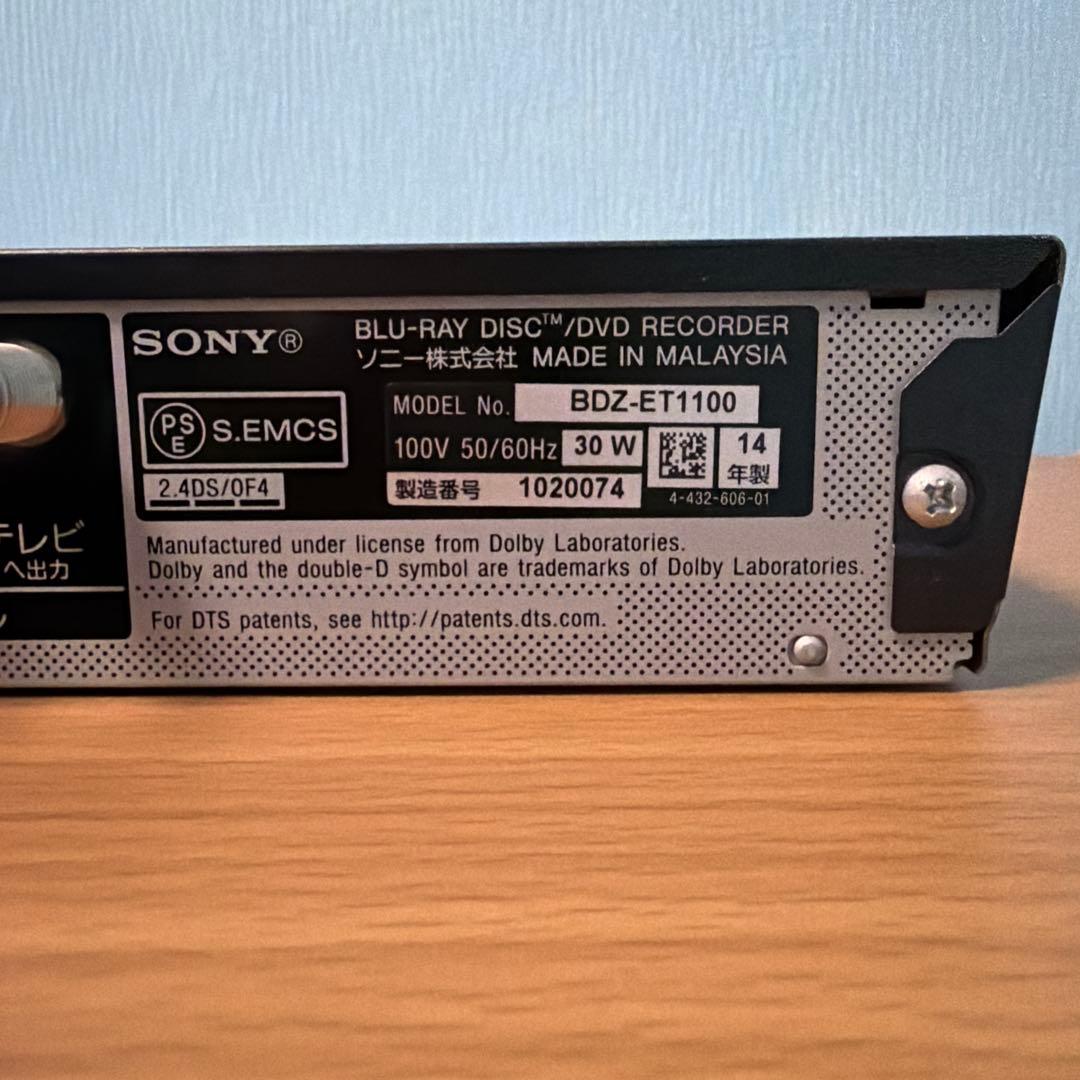 SONY®
BLU-RAY DISC™/DVD RECORDER
ソニー株式会社 MADE IN MALAYSIA
PSE S.EMCS
MODEL No. BDZ-ET1100
100V 50/60Hz 30 W
14
年製
2.4DS/OF4
製造番号 1020074
4-432-606-01
テレビ
へ出力
Manufactured under license from Dolby Laboratories.
Dolby and the double-D symbol are trademarks of Dolby Laboratories.
For DTS patents, see http://patents.dts.com.